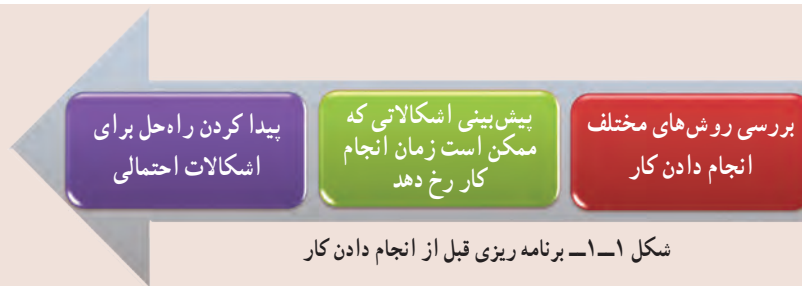 بررسی روش‌های مختلف
انجام دادن کار
پیش‌بینی اشکالاتی که
ممکن است زمان انجام
کار رخ دهد
پیدا کردن راه‌حل برای
اشکالات احتمالی
شکل ۱ــ۱ــ برنامه ریزی قبل از انجام دادن کار